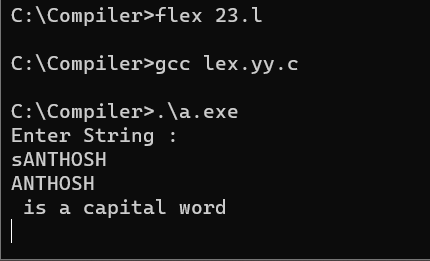 C:\Compiler>flex 23.l
C:\Compiler>gcc lex.yy.c
C:\Compiler>.\a.exe
Enter String :
sANTHOSH
ANTHOSH
 is a capital word